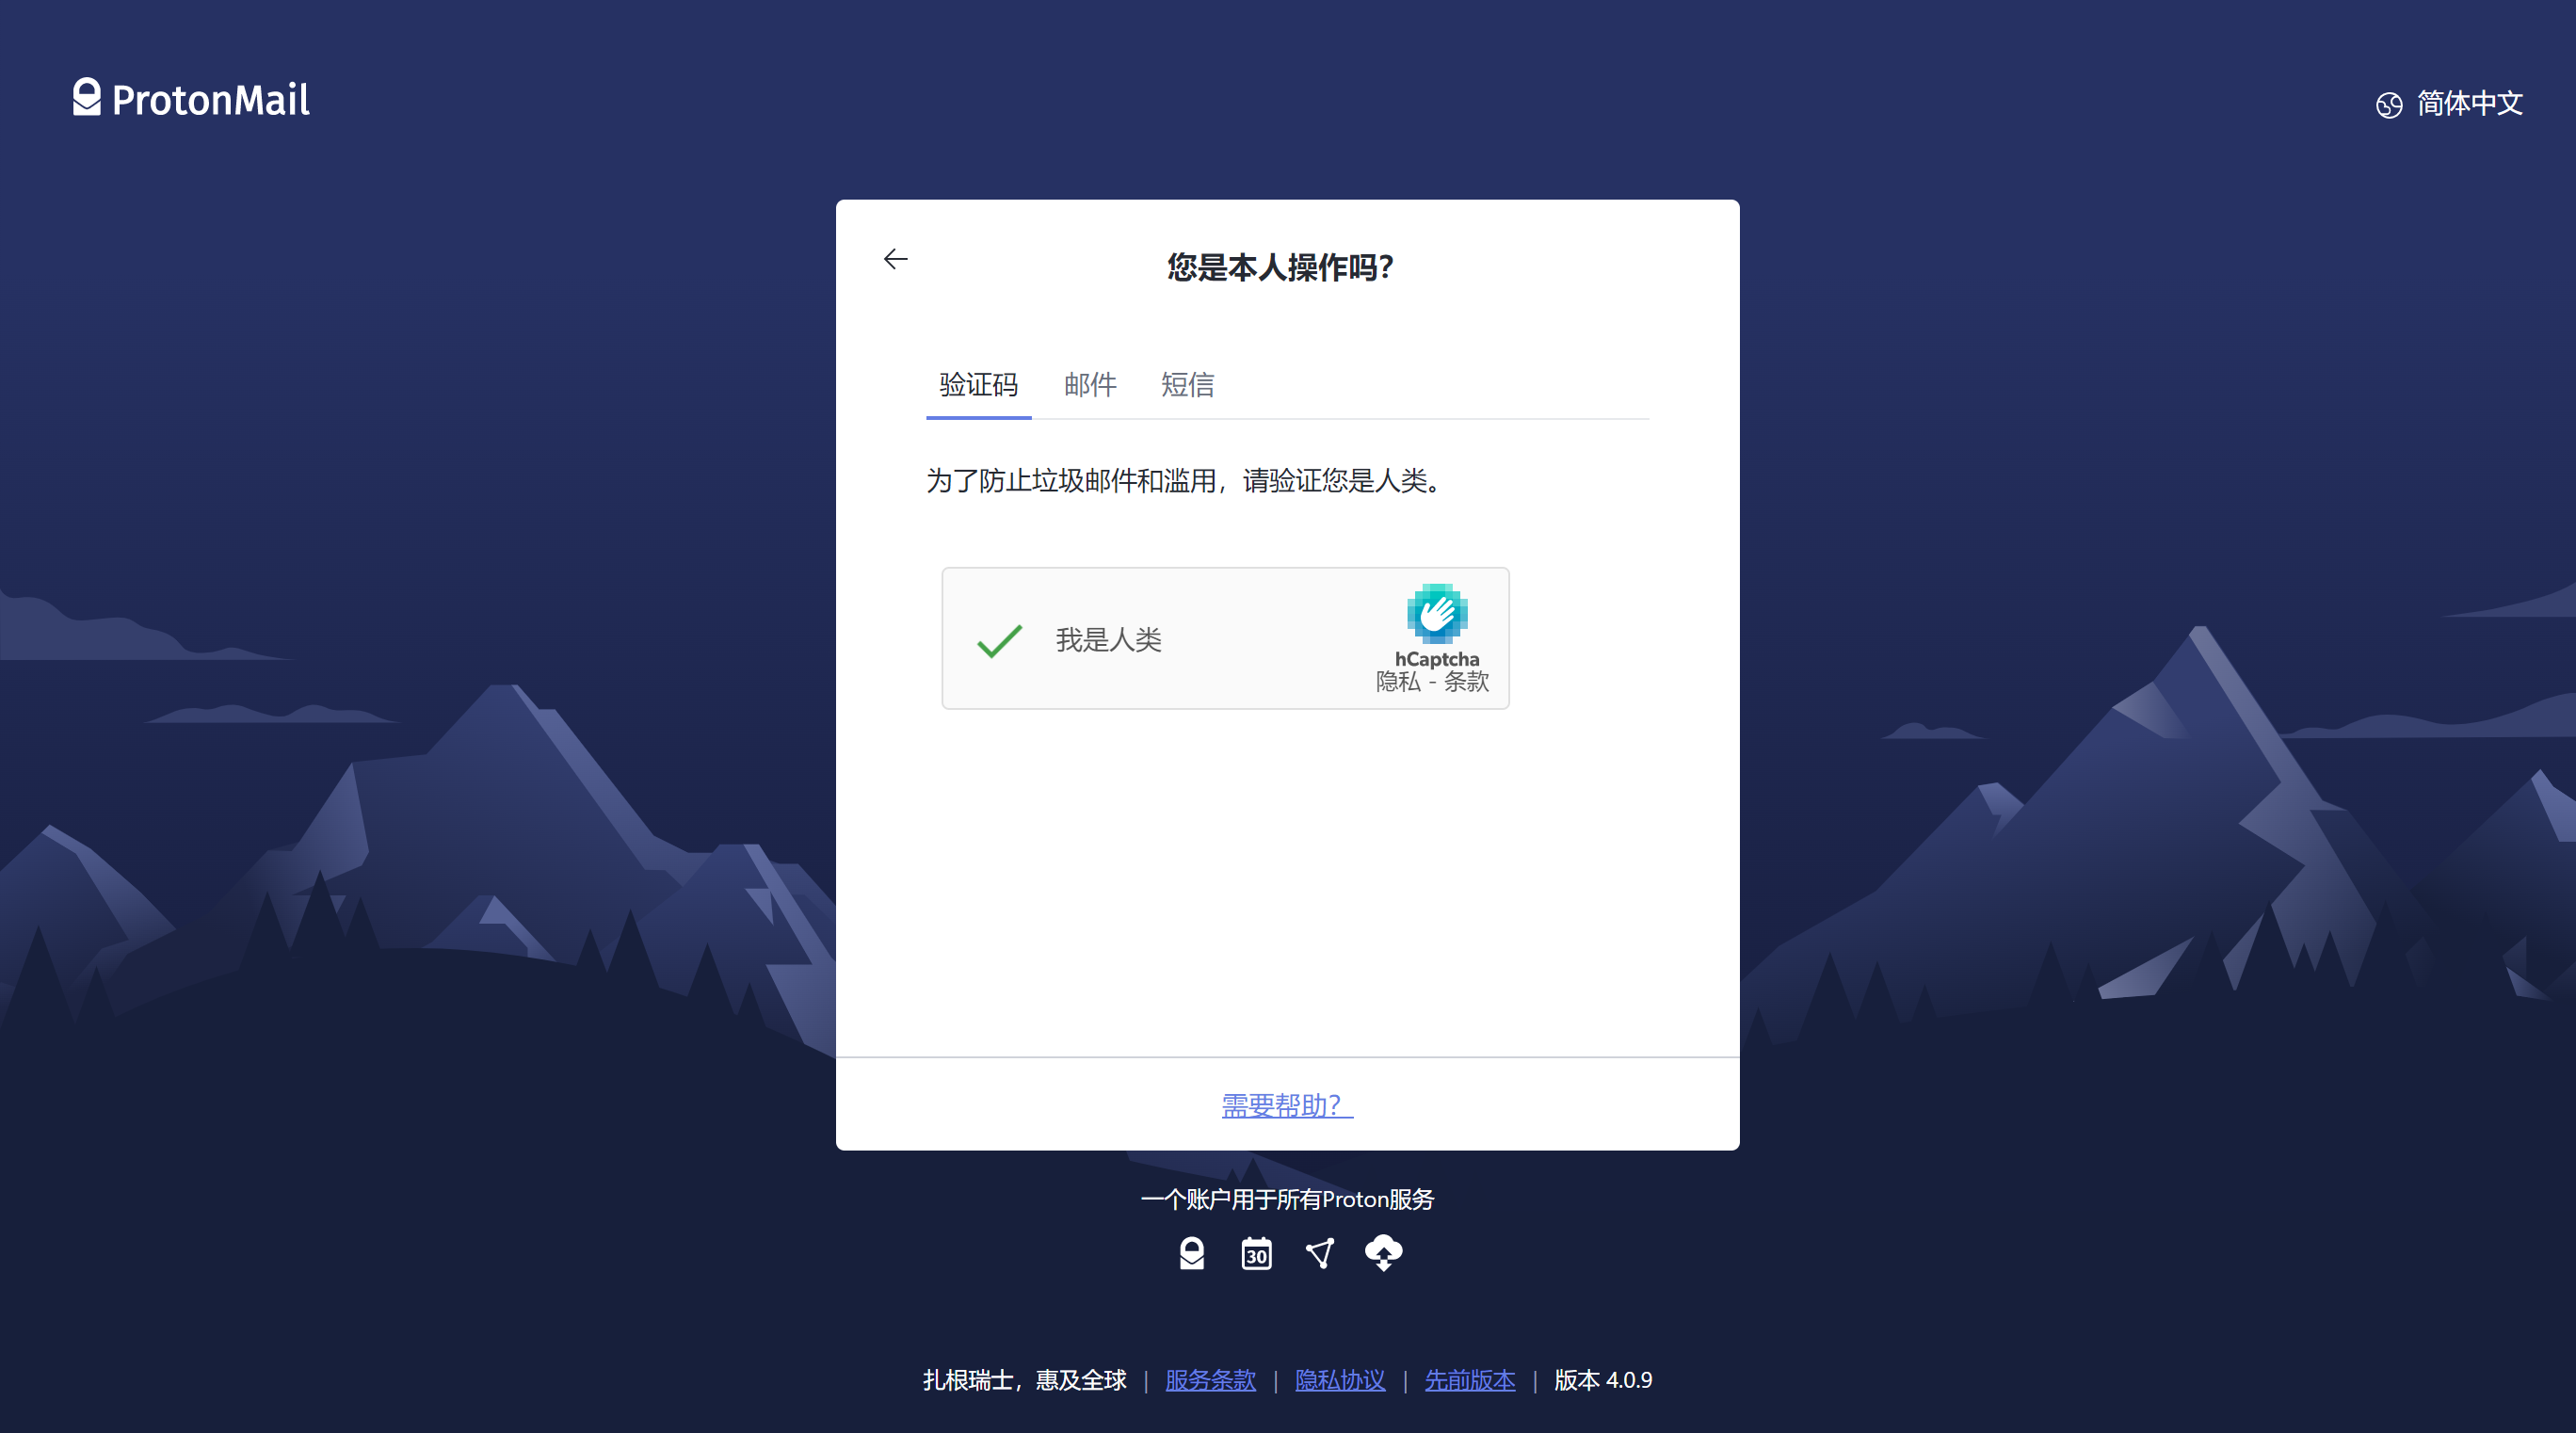 ProtonMail
简体中文
您是本人操作吗？
验证码 邮件 短信
为了防止垃圾邮件和滥用，请验证您是人类。
我是人类
hCaptcha
隐私 - 条款
需要帮助？
一个账户用于所有Proton服务
30
扎根瑞士，惠及全球 | 服务条款 | 隐私协议 | 先前版本 | 版本 4.0.9